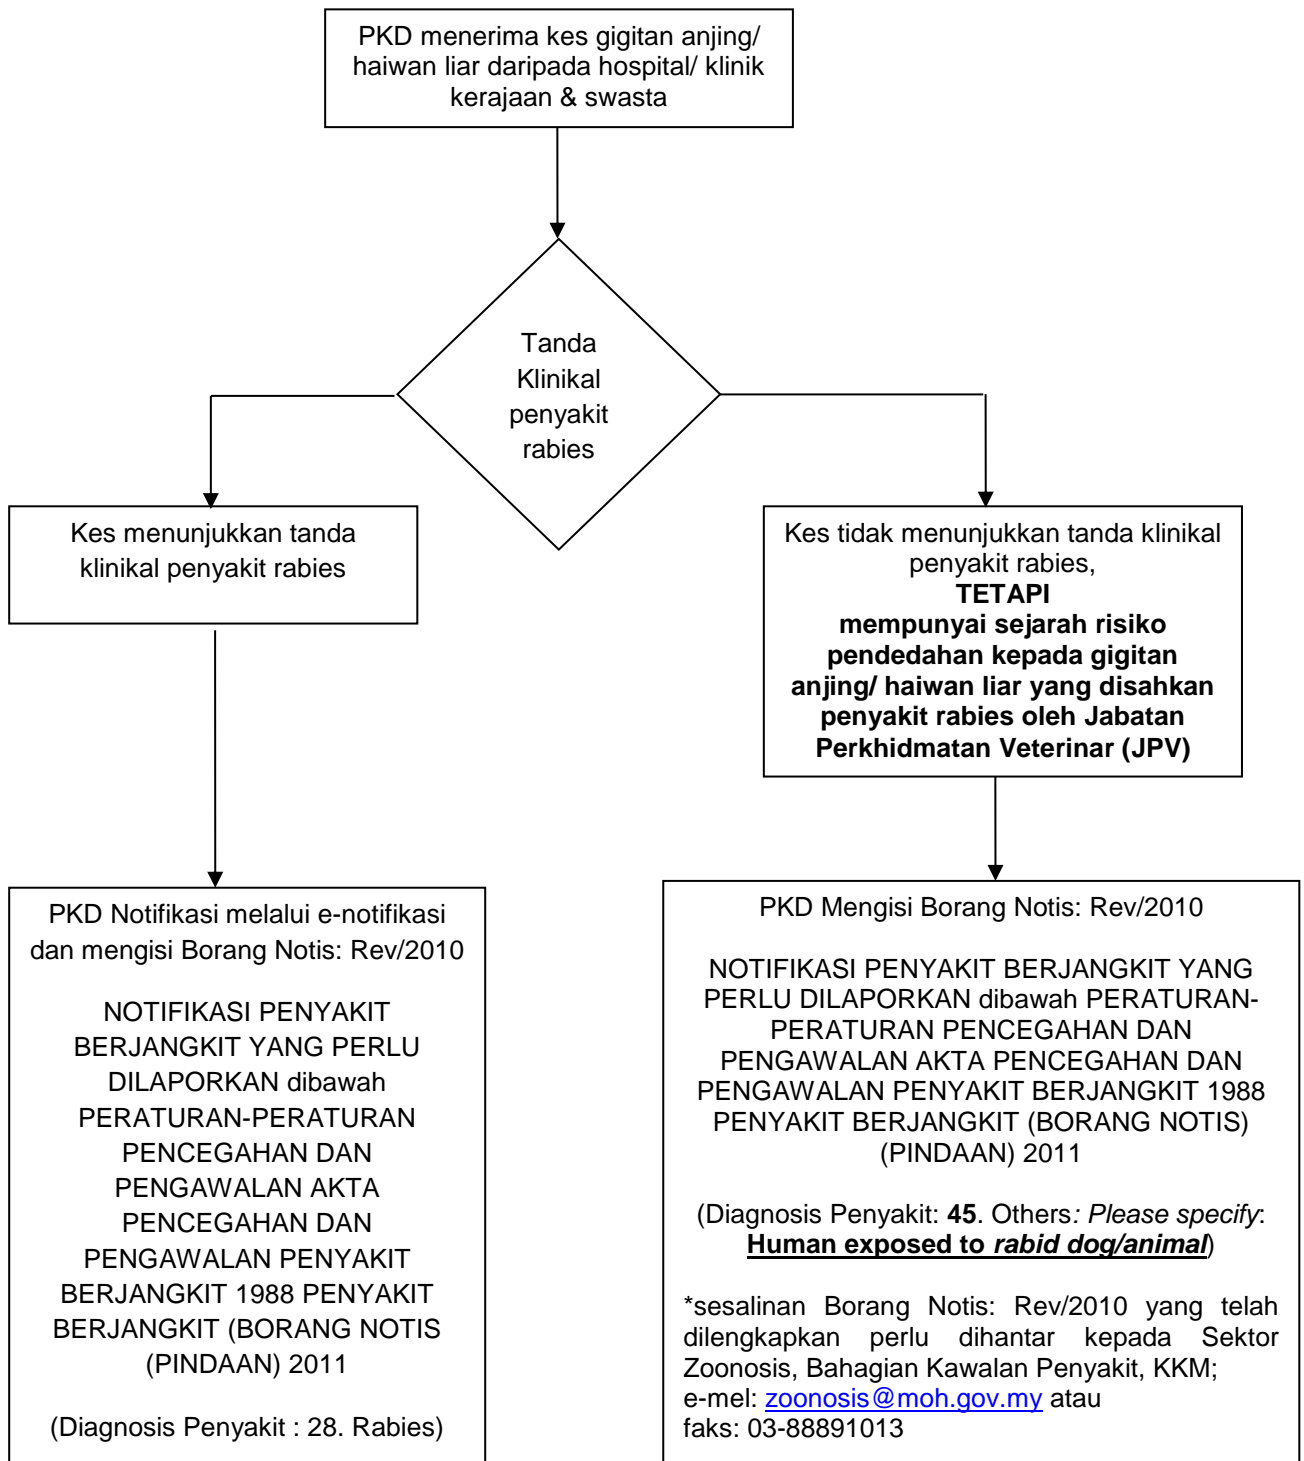 PKD menerima kes gigitan anjing/
haiwan liar daripada hospital/ klinik
kerajaan & swasta
Tanda
Klinikal
penyakit
rabies
Kes menunjukkan tanda
klinikal penyakit rabies
Kes tidak menunjukkan tanda klinikal
penyakit rabies,
TETAPI
mempunyai sejarah risiko
pendedahan kepada gigitan
anjing/ haiwan liar yang disahkan
penyakit rabies oleh Jabatan
Perkhidmatan Veterinar (JPV)
PKD Notifikasi melalui e-notifikasi
dan mengisi Borang Notis: Rev/2010
NOTIFIKASI PENYAKIT
BERJANGKIT YANG PERLU
DILAPORKAN dibawah
PERATURAN-PERATURAN
PENCEGAHAN DAN
PENGAWALAN AKTA
PENCEGAHAN DAN
PENGAWALAN PENYAKIT
BERJANGKIT 1988 PENYAKIT
BERJANGKIT (BORANG NOTIS
(PINDAAN) 2011
(Diagnosis Penyakit : 28. Rabies)
PKD Mengisi Borang Notis: Rev/2010
NOTIFIKASI PENYAKIT BERJANGKIT YANG
PERLU DILAPORKAN dibawah PERATURAN-
PERATURAN PENCEGAHAN DAN
PENGAWALAN AKTA PENCEGAHAN DAN
PENGAWALAN PENYAKIT BERJANGKIT 1988
PENYAKIT BERJANGKIT (BORANG NOTIS)
(PINDAAN) 2011
(Diagnosis Penyakit: 45. Others: Please specify:
Human exposed to rabid dog/animal)
*sesalinan Borang Notis: Rev/2010 yang telah
dilengkapkan perlu dihantar kepada Sektor
Zoonosis, Bahagian Kawalan Penyakit, KKM;
e-mel: zoonosis@moh.gov.my atau
faks: 03-88891013